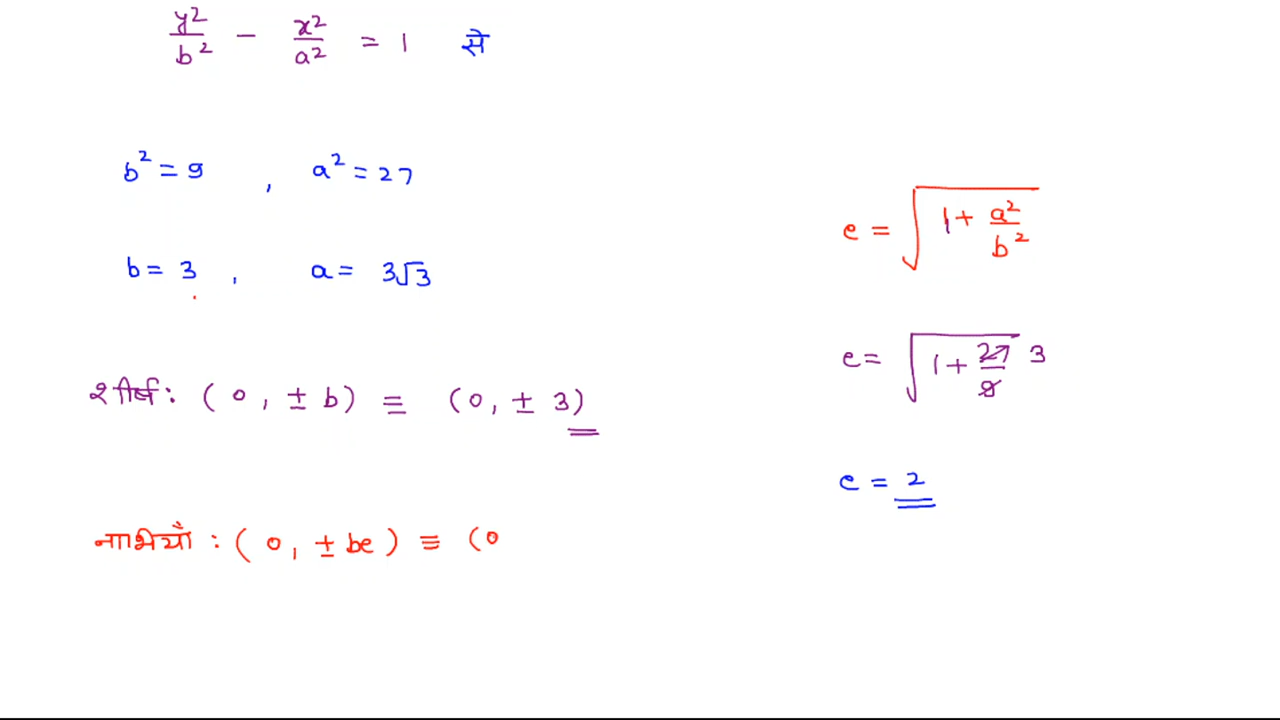 y²/b² - x²/a² = 1 से
b² = 9 , a² = 27
b = 3 , a = 3√3
शीर्ष : (0, ± b) ≡ (0, ± 3)
नाभियाँ : (0, ± be) ≡ (0
e = √(1 + a²/b²)
e = √(1 + 27/9) 3
e = 2